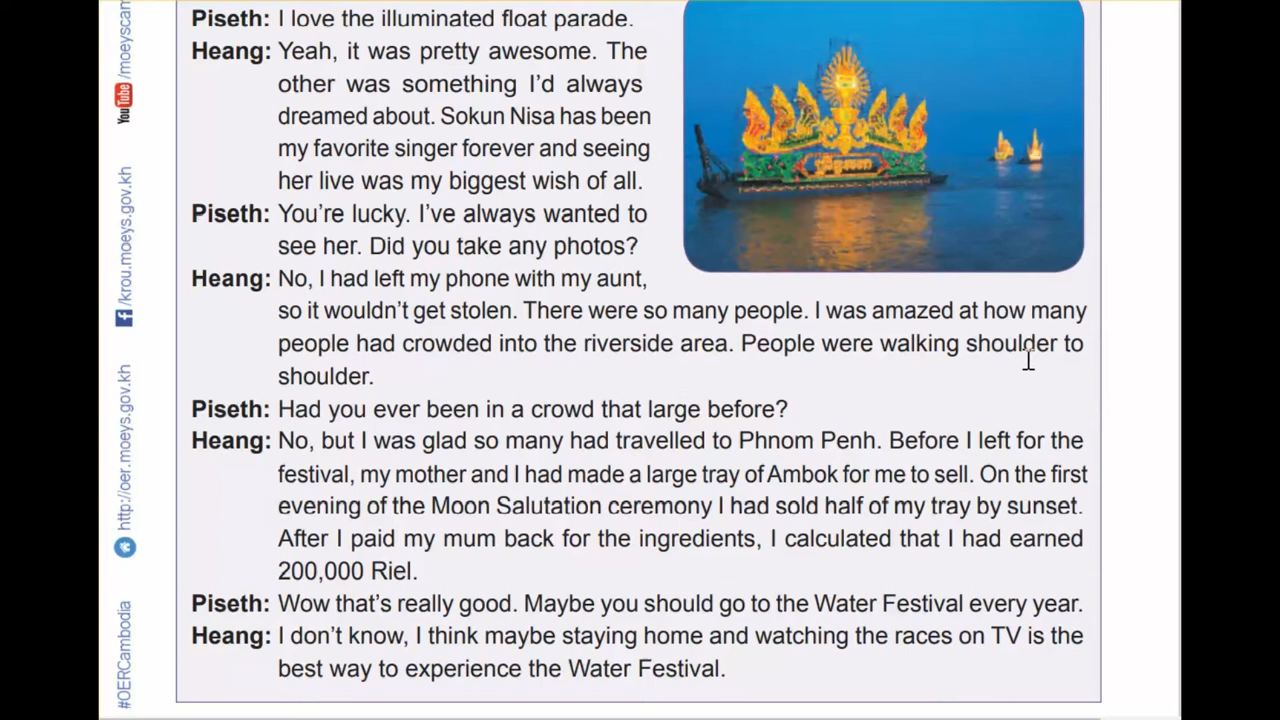 Piseth: I love the illuminated float parade.
Heang: Yeah, it was pretty awesome. The
other was something I'd always
dreamed about. Sokun Nisa has been
my favorite singer forever and seeing
her live was my biggest wish of all.
Piseth: You're lucky. I've always wanted to
see her. Did you take any photos?
Heang: No, I had left my phone with my aunt,
so it wouldn't get stolen. There were so many people. I was amazed at how many
people had crowded into the riverside area. People were walking shoulder to
shoulder.
Piseth: Had you ever been in a crowd that large before?
Heang: No, but I was glad so many had travelled to Phnom Penh. Before I left for the
festival, my mother and I had made a large tray of Ambok for me to sell. On the first
evening of the Moon Salutation ceremony I had sold half of my tray by sunset.
After I paid my mum back for the ingredients, I calculated that I had earned
200,000 Riel.
Piseth: Wow that's really good. Maybe you should go to the Water Festival every year.
Heang: I don't know, I think maybe staying home and watching the races on TV is the
best way to experience the Water Festival.
YouTube /moeyscam
/krou.moeys.gov.kh
http://oer.moeys.gov.kh
#OERCambodia